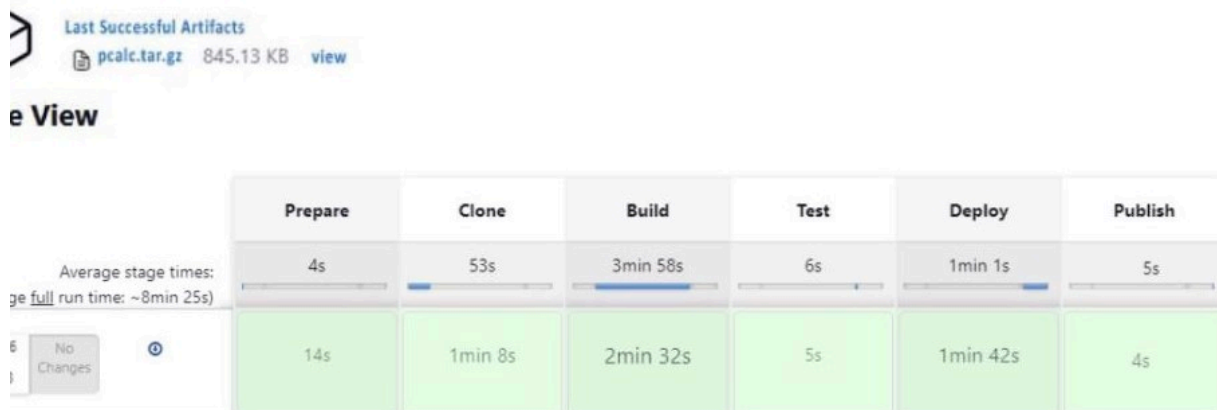 Last Successful Artifacts
pcalc.tar.gz 845.13 KB view
e View
Prepare Clone Build Test Deploy Publish
Average stage times: 4s 53s 3min 58s 6s 1min 1s 5s
ge full run time: ~8min 25s)
6 No Changes 14s 1min 8s 2min 32s 5s 1min 42s 4s